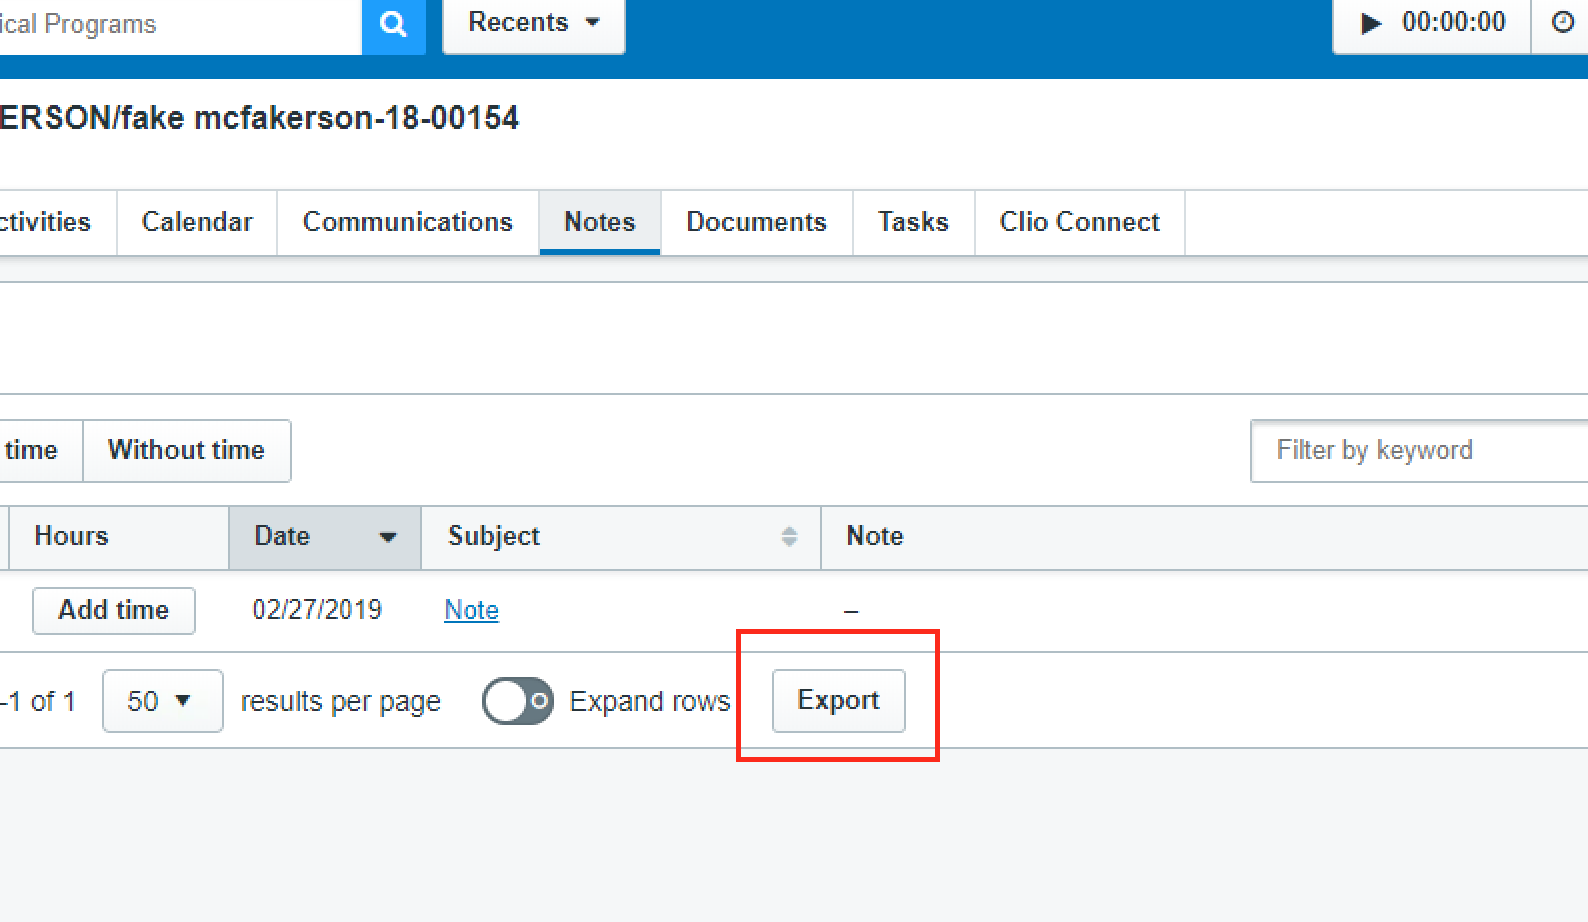 ical Programs Recents 00:00:00
ERSON/fake mcfakerson-18-00154
ctivities Calendar Communications Notes Documents Tasks Clio Connect
time Without time Filter by keyword
Hours Date Subject Note
Add time 02/27/2019 Note –
-1 of 1 50 results per page Expand rows Export